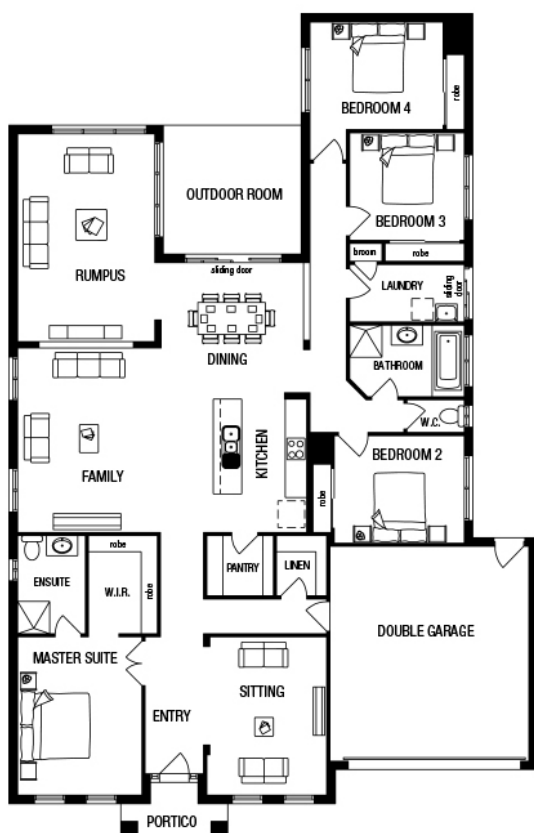 BEDROOM 4
robe
OUTDOOR ROOM
BEDROOM 3
RUMPUS
broom
robe
sliding door
LAUNDRY
sliding door
DINING
BATHROOM
W.C.
KITCHEN
BEDROOM 2
FAMILY
robe
robe
ENSUITE
W.I.R.
robe
PANTRY
LINEN
DOUBLE GARAGE
MASTER SUITE
SITTING
ENTRY
PORTICO